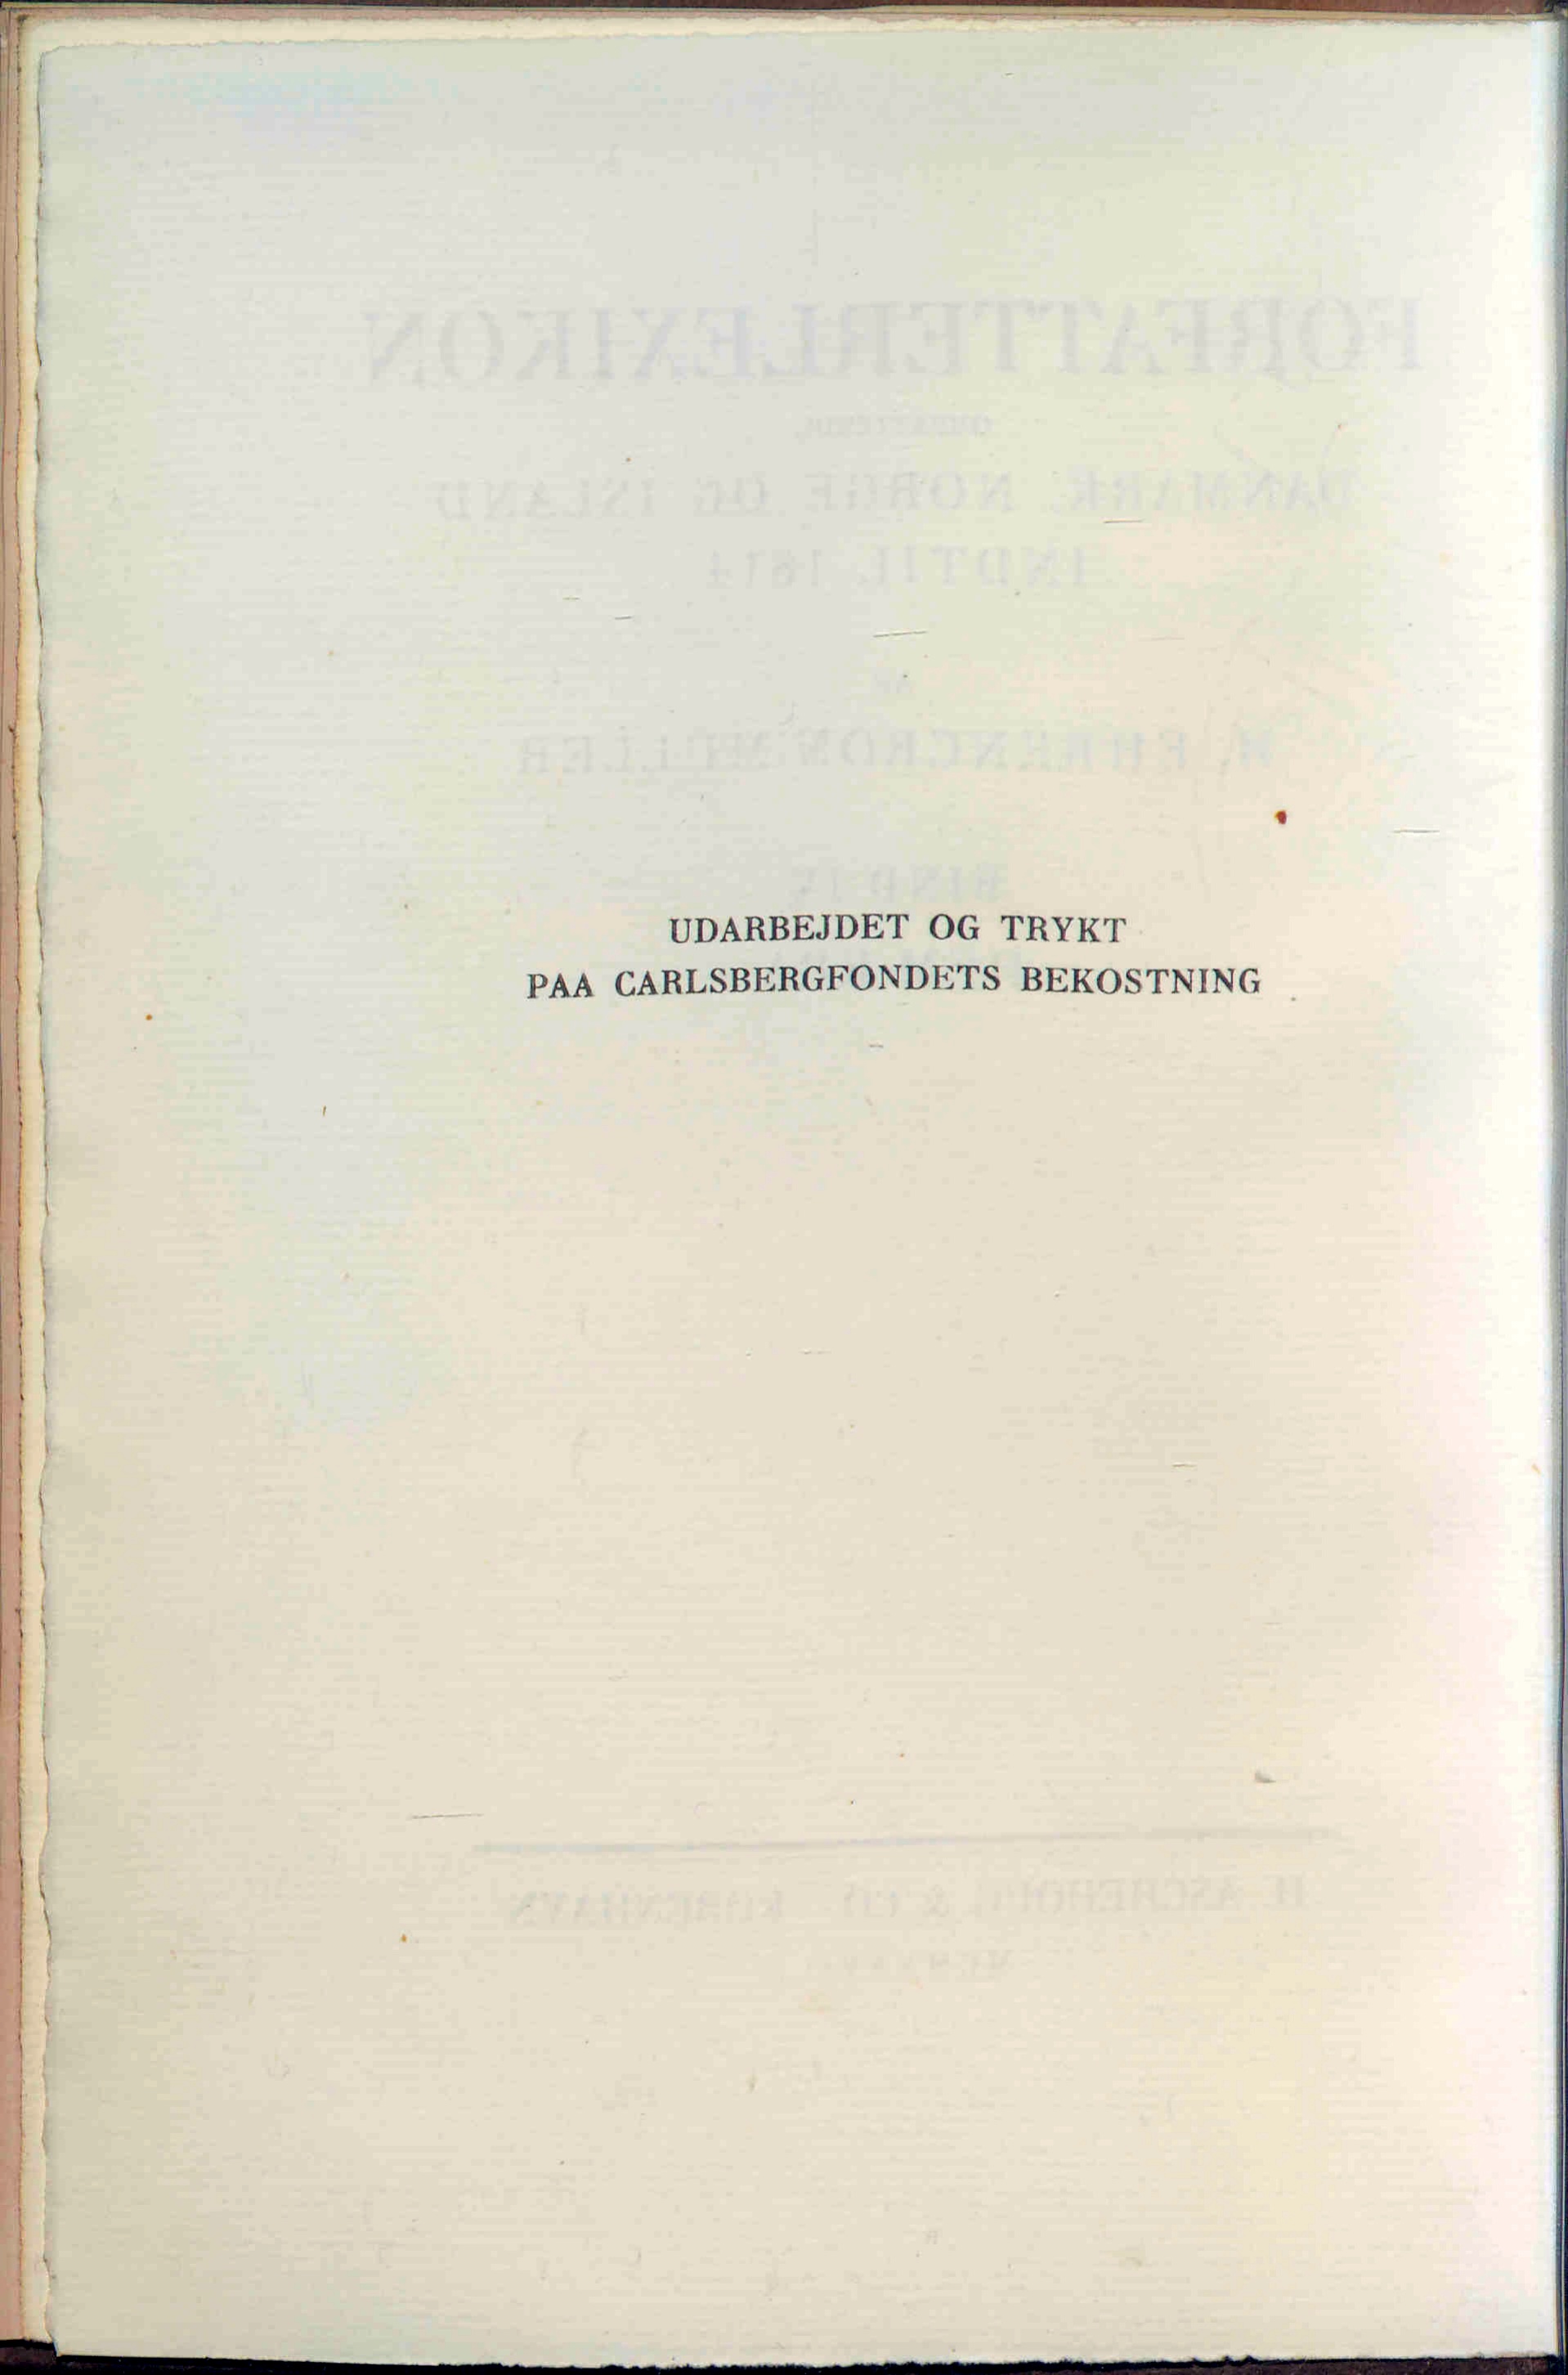 UDARBEJDET OG TRYKT
PAA CARLSBERGFONDETS BEKOSTNING